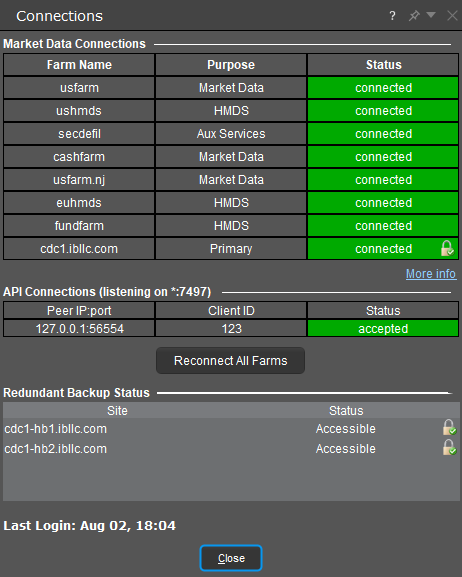 Connections
?
Market Data Connections
Farm Name Purpose Status
usfarm Market Data connected
ushmds HMDS connected
secdefil Aux Services connected
cashfarm Market Data connected
usfarm.nj Market Data connected
euhmds HMDS connected
fundfarm HMDS connected
cdc1.ibllc.com Primary connected
More info
API Connections (listening on *:7497)
Peer IP:port Client ID Status
127.0.0.1:56554 123 accepted
Reconnect All Farms
Redundant Backup Status
Site Status
cdc1-hb1.ibllc.com Accessible
cdc1-hb2.ibllc.com Accessible
Last Login: Aug 02, 18:04
Close